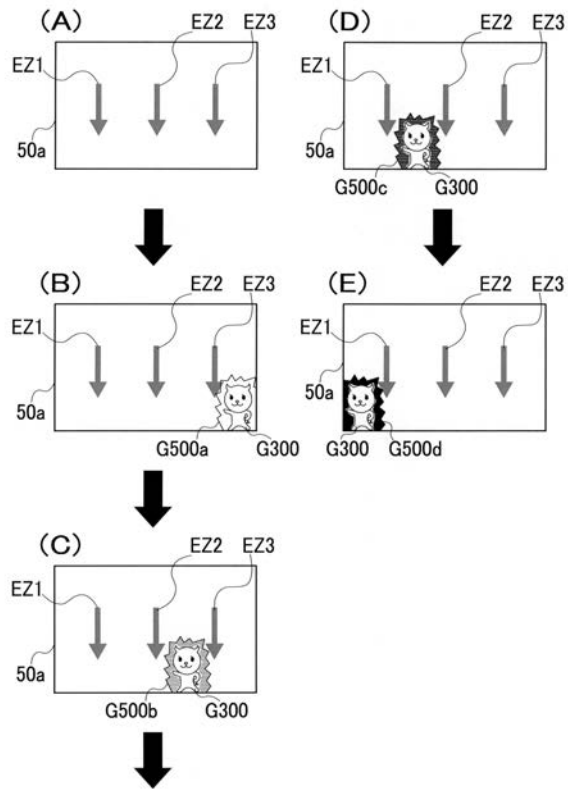 (A)
EZ2 EZ3
EZ1
50a
(B)
EZ2 EZ3
EZ1
50a
G500a G300
(C)
EZ2 EZ3
EZ1
50a
G500b G300
(D)
EZ2 EZ3
EZ1
50a
G500c G300
(E)
EZ2 EZ3
EZ1
50a
G300 G500d